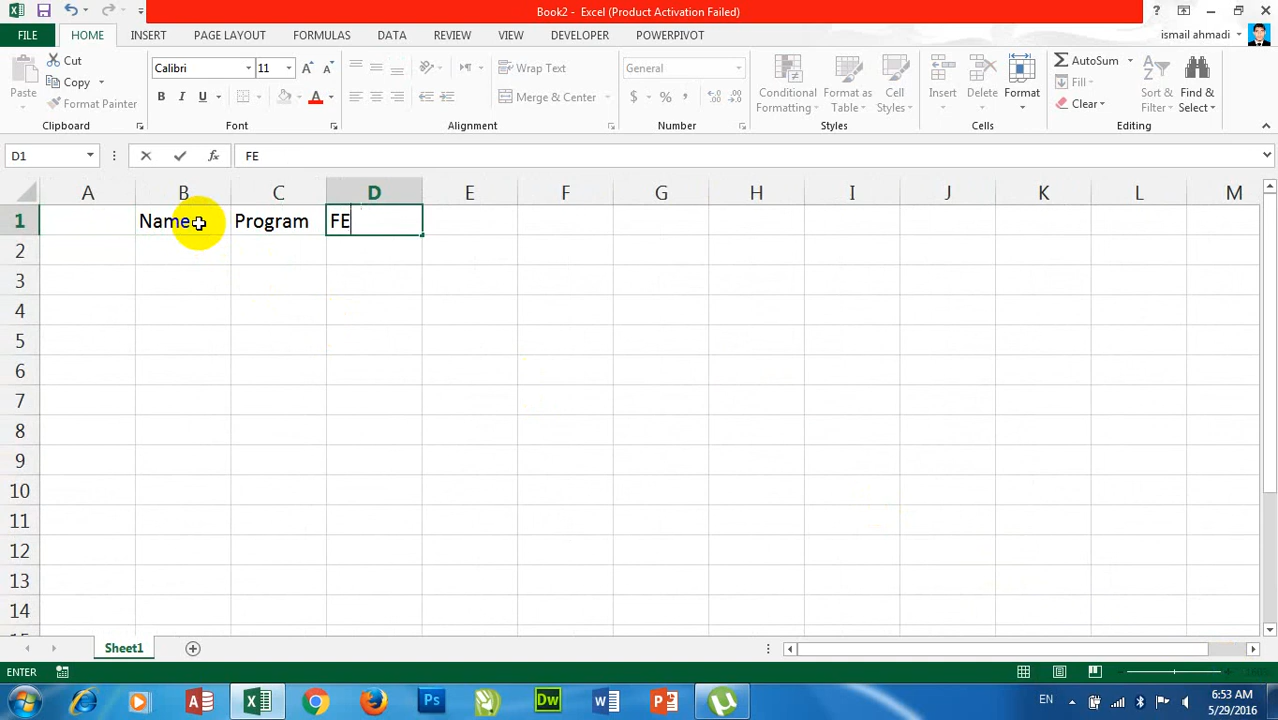 Book2 - Excel (Product Activation Failed)
FILE HOME INSERT PAGE LAYOUT FORMULAS DATA REVIEW VIEW DEVELOPER POWERPIVOT ismail ahmadi
Cut
Copy
Format Painter
Paste
Clipboard
Calibri 11
B I U
Font
Wrap Text
Merge & Center
Alignment
General
$ % ,
Number
Conditional Formatting
Format as Table
Cell Styles
Styles
Insert Delete Format
Cells
AutoSum
Fill
Clear
Sort & Filter
Find & Select
Editing
D1 fx FE
A B C D E F G H I J K L M
1 Name Program FE
2
3
4
5
6
7
8
9
10
11
12
13
14
Sheet1
ENTER
Ps Dw EN 6:53 AM
5/29/2016